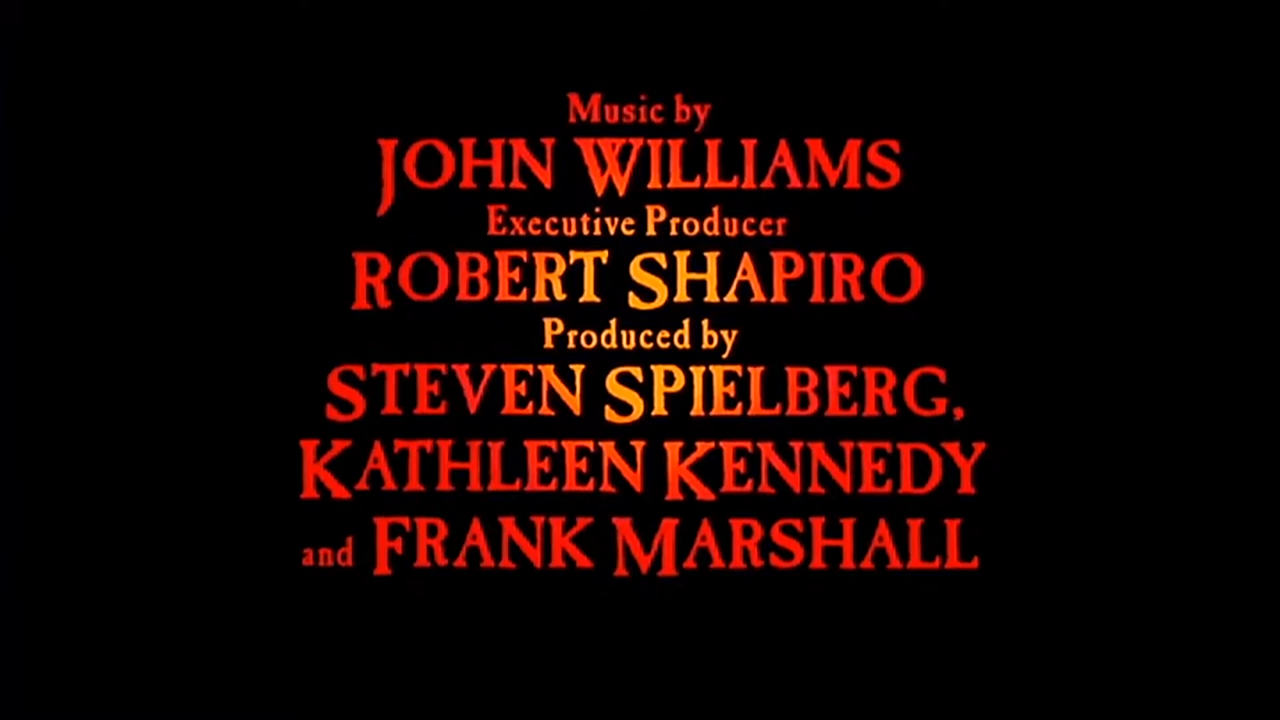 Music by
JOHN WILLIAMS
Executive Producer
ROBERT SHAPIRO
Produced by
STEVEN SPIELBERG,
KATHLEEN KENNEDY
and FRANK MARSHALL